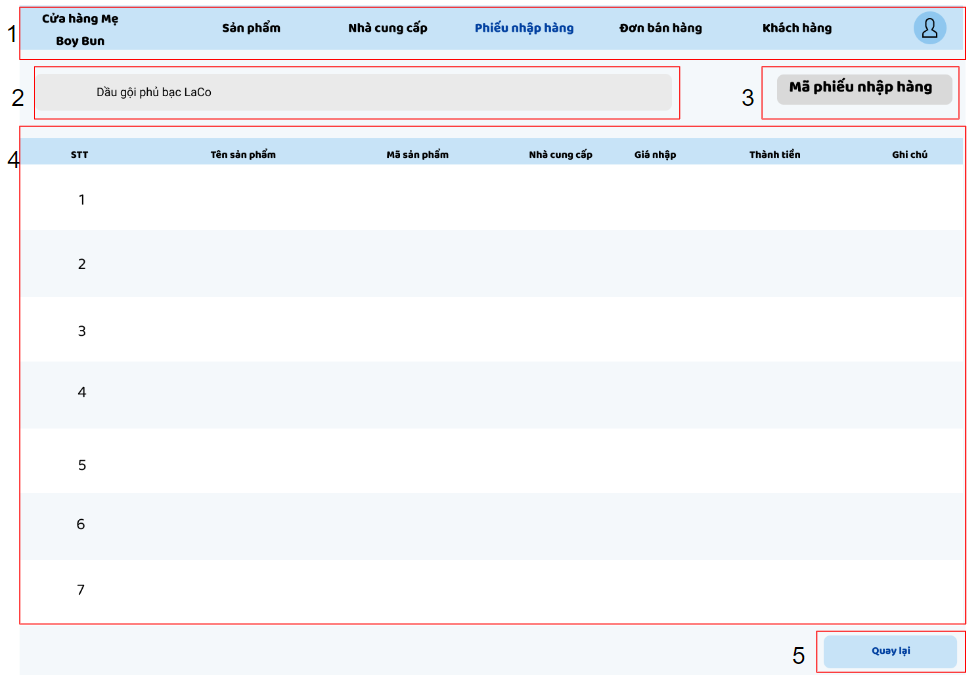 1
Cửa hàng Mẹ
Boy Bun
Sản phẩm
Nhà cung cấp
Phiếu nhập hàng
Đơn bán hàng
Khách hàng
2
Dầu gội phủ bạc LaCo
3
Mã phiếu nhập hàng
4
STT
Tên sản phẩm
Mã sản phẩm
Nhà cung cấp
Giá nhập
Thành tiền
Ghi chú
1
2
3
4
5
6
7
5
Quay lại